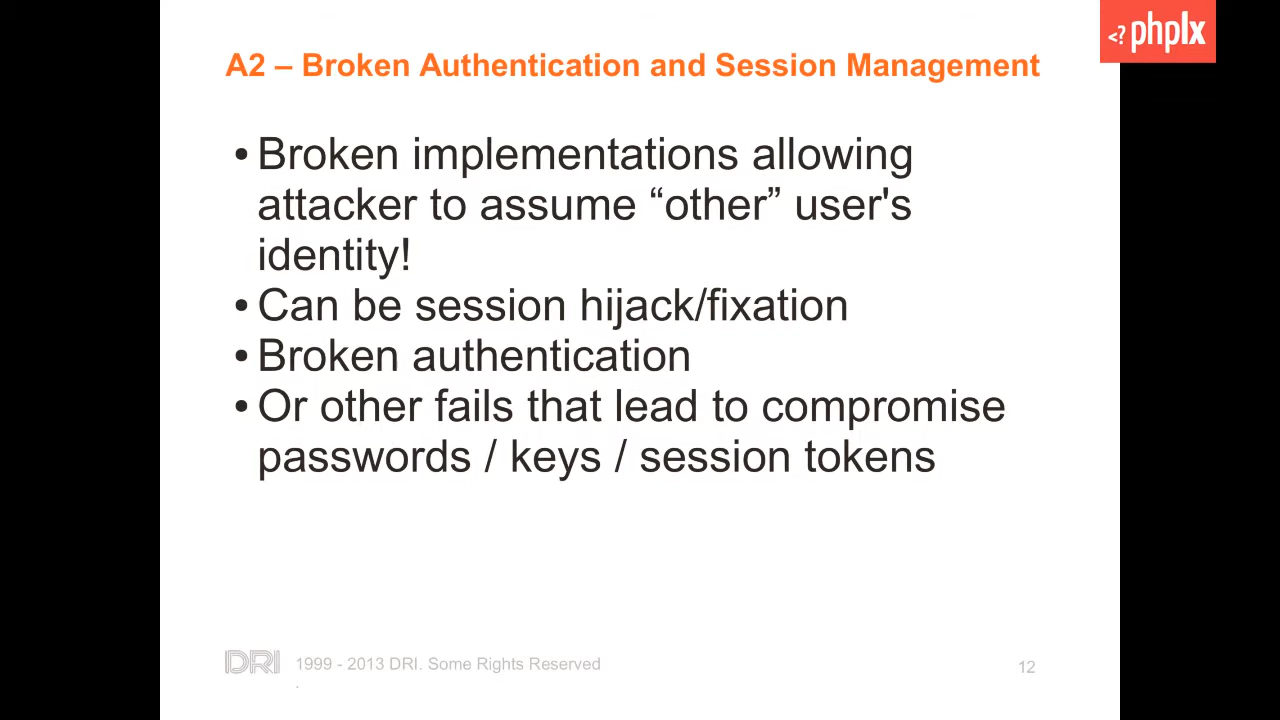 <? phplx
A2 – Broken Authentication and Session Management
• Broken implementations allowing
attacker to assume “other” user's
identity!
• Can be session hijack/fixation
• Broken authentication
• Or other fails that lead to compromise
passwords / keys / session tokens
DRI 1999 - 2013 DRI. Some Rights Reserved
.
12